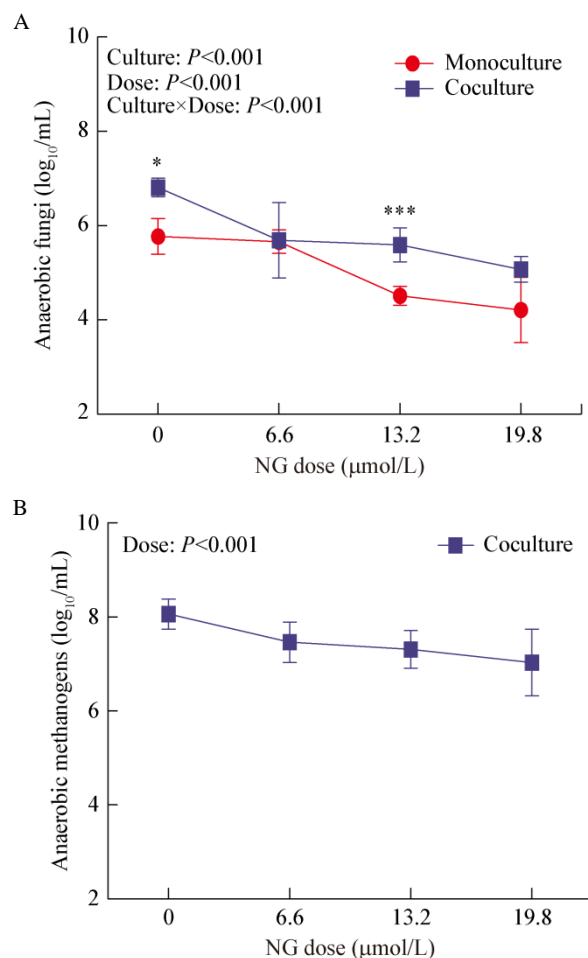 A
Culture: P<0.001
Dose: P<0.001
Culture×Dose: P<0.001
Monoculture
Coculture
*
***
Anaerobic fungi (log10/mL)
10
8
6
4
2
0 6.6 13.2 19.8
NG dose (μmol/L)
B
Dose: P<0.001
Coculture
Anaerobic methanogens (log10/mL)
10
8
6
4
2
0 6.6 13.2 19.8
NG dose (μmol/L)